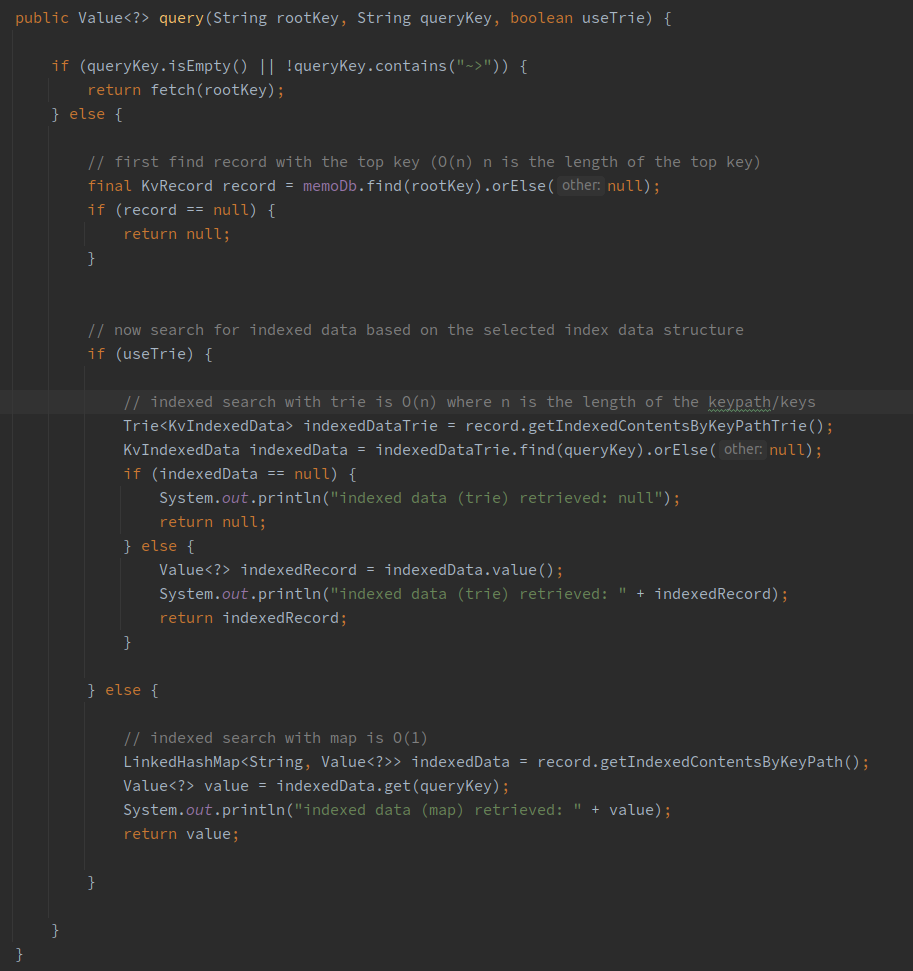 public Value<?> query(String rootKey, String queryKey, boolean useTrie) {
if (queryKey.isEmpty() || !queryKey.contains("~>")) {
return fetch(rootKey);
} else {
// first find record with the top key (O(n) n is the length of the top key)
final KvRecord record = memoDb.find(rootKey).orElse( other: null);
if (record == null) {
return null;
}
// now search for indexed data based on the selected index data structure
if (useTrie) {
// indexed search with trie is O(n) where n is the length of the keypath/keys
Trie<KvIndexedData> indexedDataTrie = record.getIndexedContentsByKeyPathTrie();
KvIndexedData indexedData = indexedDataTrie.find(queryKey).orElse( other: null);
if (indexedData == null) {
System.out.println("indexed data (trie) retrieved: null");
return null;
} else {
Value<?> indexedRecord = indexedData.value();
System.out.println("indexed data (trie) retrieved: " + indexedRecord);
return indexedRecord;
}
} else {
// indexed search with map is O(1)
LinkedHashMap<String, Value<?>> indexedData = record.getIndexedContentsByKeyPath();
Value<?> value = indexedData.get(queryKey);
System.out.println("indexed data (map) retrieved: " + value);
return value;
}
}
}